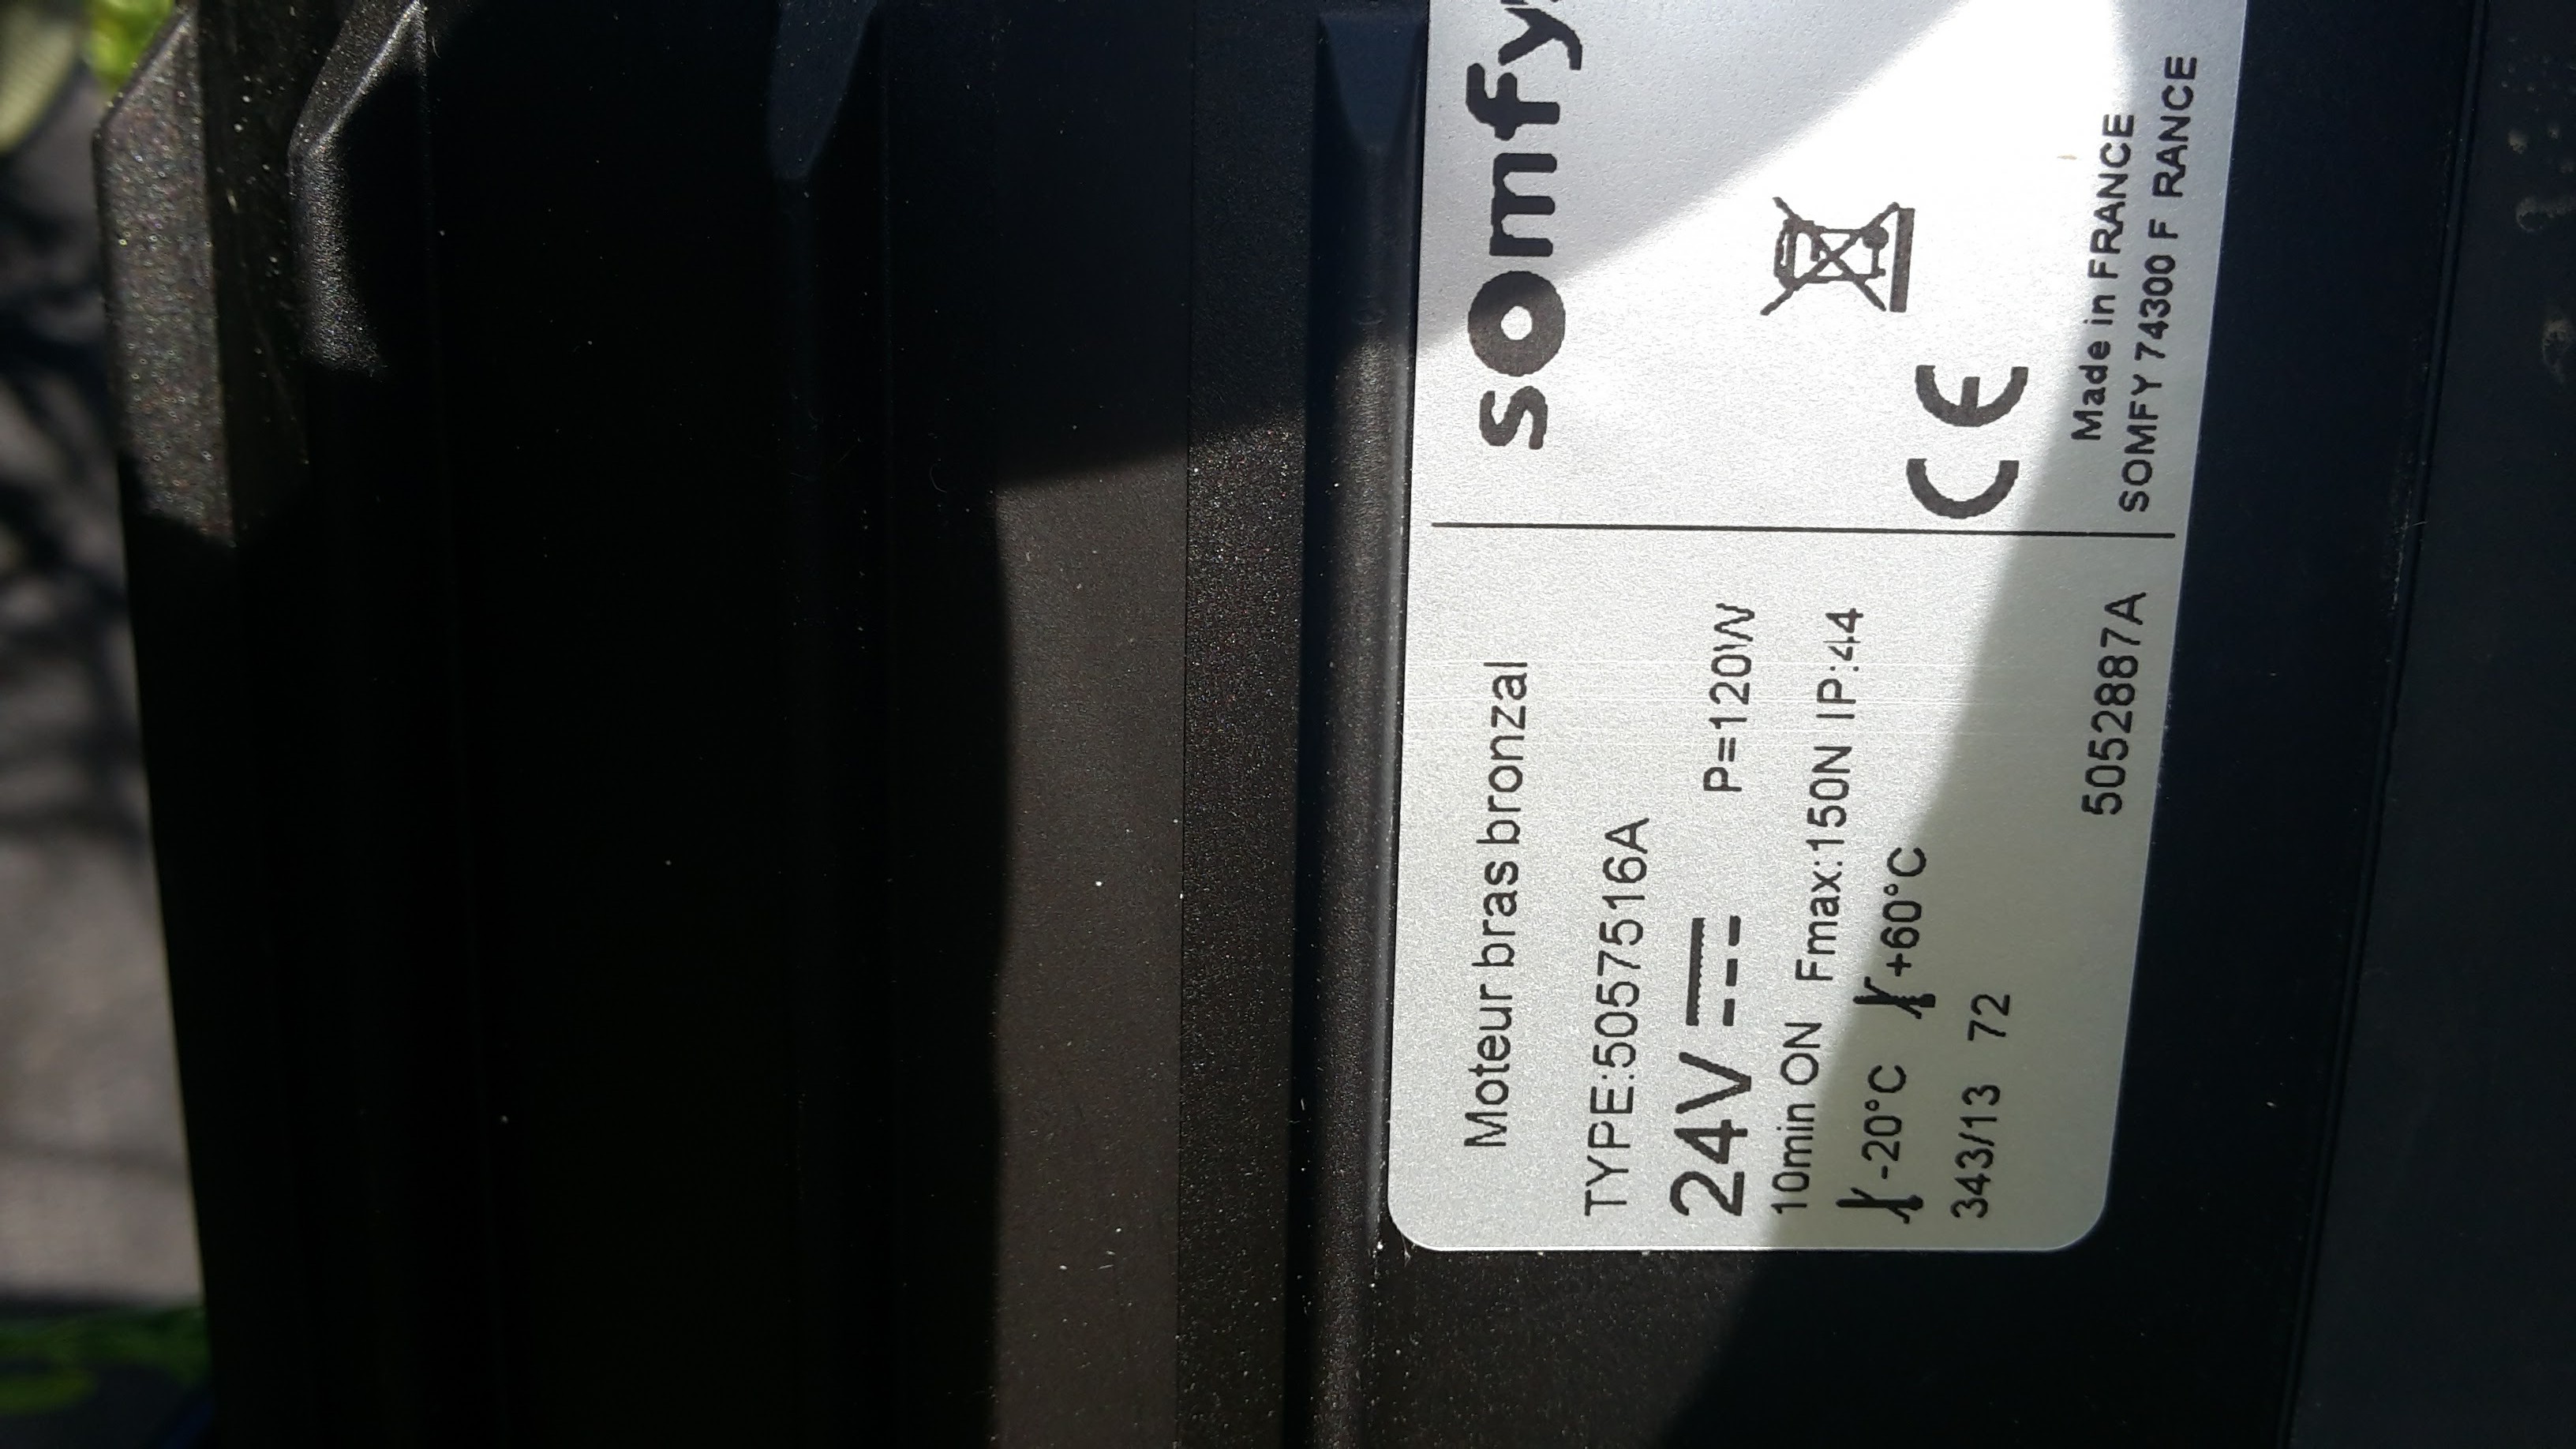 Moteur bras bronzal
TYPE:5057516A
24V P=120W
10min ON Fmax:150N IP:44
-20°C +60°C
343/13 72
5052887A
somfy
CE
Made in FRANCE
SOMFY 74300 F RANCE